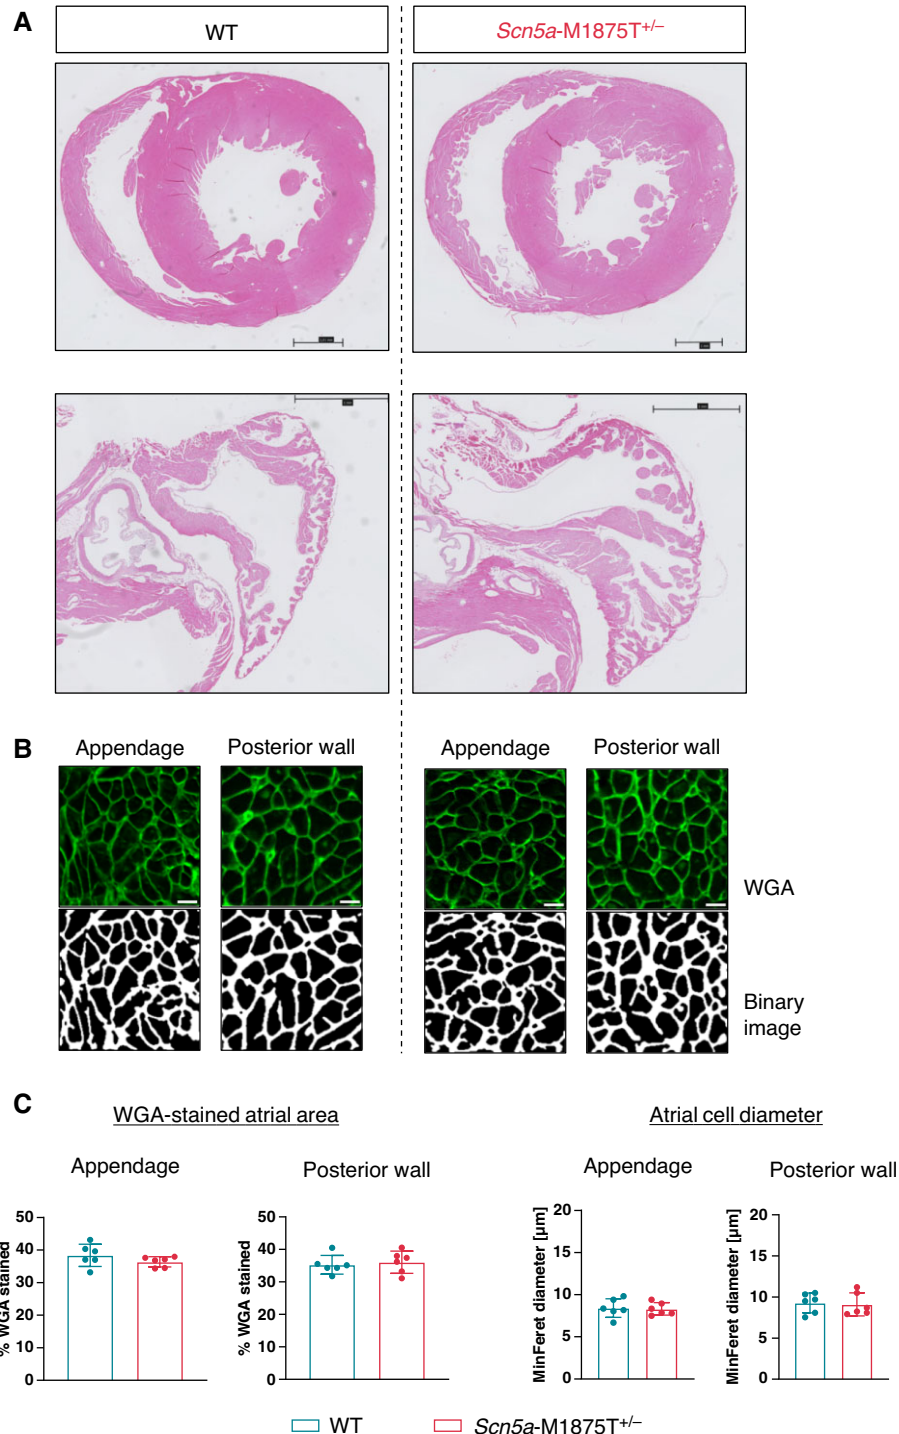 A
WT
Scn5a-M1875T+/–
B
Appendage
Posterior wall
Appendage
Posterior wall
WGA
Binary
image
C
WGA-stained atrial area
Atrial cell diameter
Appendage
Posterior wall
Appendage
Posterior wall
% WGA stained
50
40
30
20
10
0
% WGA stained
50
40
30
20
10
0
MinFeret diameter [µm]
20
15
10
5
0
MinFeret diameter [µm]
20
15
10
5
0
WT
Scn5a-M1875T+/–